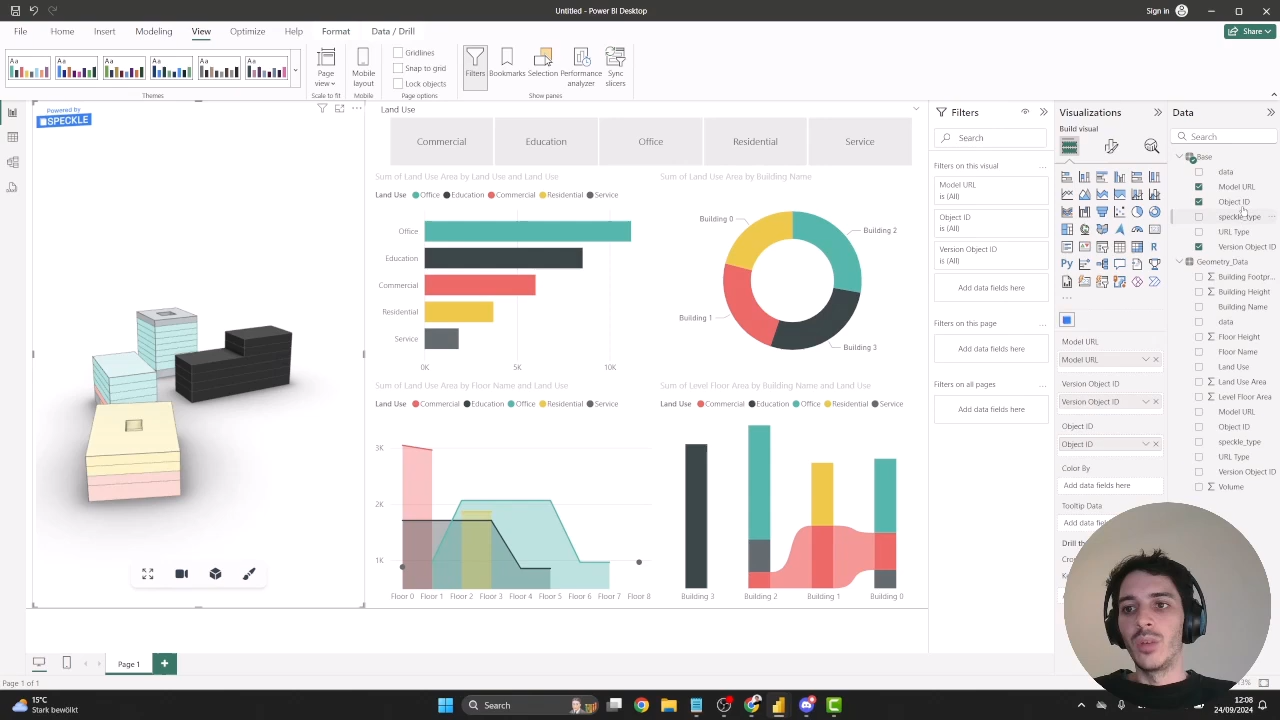 Untitled - Power BI Desktop
Sign in
File Home Insert Modeling View Optimize Help Format Data / Drill
Share
Aa Aa Aa Aa Aa Aa
Page view
Mobile layout
Gridlines
Snap to grid
Lock objects
Filters
Bookmarks
Selection
Performance analyzer
Sync slicers
Themes
Scale to fit
Mobile
Page options
Show panes
Powered by
SPECKLE
Land Use
Commercial Education Office Residential Service
Sum of Land Use Area by Land Use and Land Use
Land Use Office Education Commercial Residential Service
Office
Education
Commercial
Residential
Service
0K 5K 10K
Sum of Land Use Area by Building Name
Building 0
Building 2
Building 1
Building 3
Sum of Land Use Area by Floor Name and Land Use
Land Use Commercial Education Office Residential Service
3K
2K
1K
Floor 0 Floor 1 Floor 2 Floor 3 Floor 4 Floor 5 Floor 6 Floor 7 Floor 8
Sum of Level Floor Area by Building Name and Land Use
Land Use Commercial Education Office Residential Service
Building 3 Building 2 Building 1 Building 0
Filters
Search
Filters on this visual
Model URL
is (All)
Object ID
is (All)
Version Object ID
is (All)
Add data fields here
Filters on this page
Add data fields here
Filters on all pages
Add data fields here
Visualizations
Build visual
R
Py
Model URL
Model URL
Version Object ID
Version Object ID
Object ID
Object ID
Color By
Add data fields here
Tooltip Data
Data
Search
Base
data
Model URL
Object ID
speckle_type
URL Type
Version Object ID
Geometry_Data
Building Footpr...
Building Height
Building Name
data
Floor Height
Floor Name
Land Use
Land Use Area
Level Floor Area
Model URL
Object ID
speckle_type
URL Type
Version Object ID
Volume
Page 1
Page 1 of 1
15°C
Stark bewölkt
Search
12:08
24/09/2024